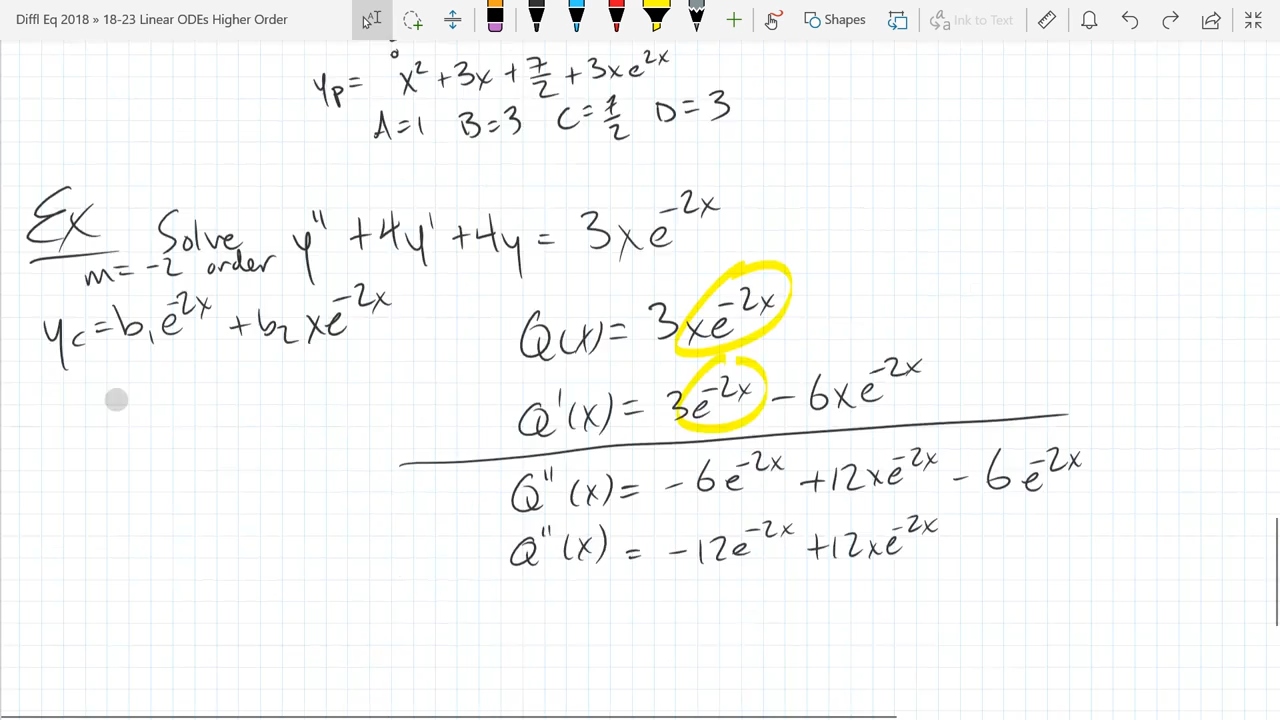 Diffl Eq 2018 » 18-23 Linear ODEs Higher Order
Shapes
Ink to Text
yp = x² + 3x + 7/2 + 3xe^2x
A=1 B=3 C=7/2 D=3
Ex Solve y'' + 4y' + 4y = 3xe^-2x
m = -2 order
yc = b₁e^-2x + b₂xe^-2x
Q(x) = 3xe^-2x
Q'(x) = 3e^-2x - 6xe^-2x
Q''(x) = -6e^-2x + 12xe^-2x - 6e^-2x
Q''(x) = -12e^-2x + 12xe^-2x